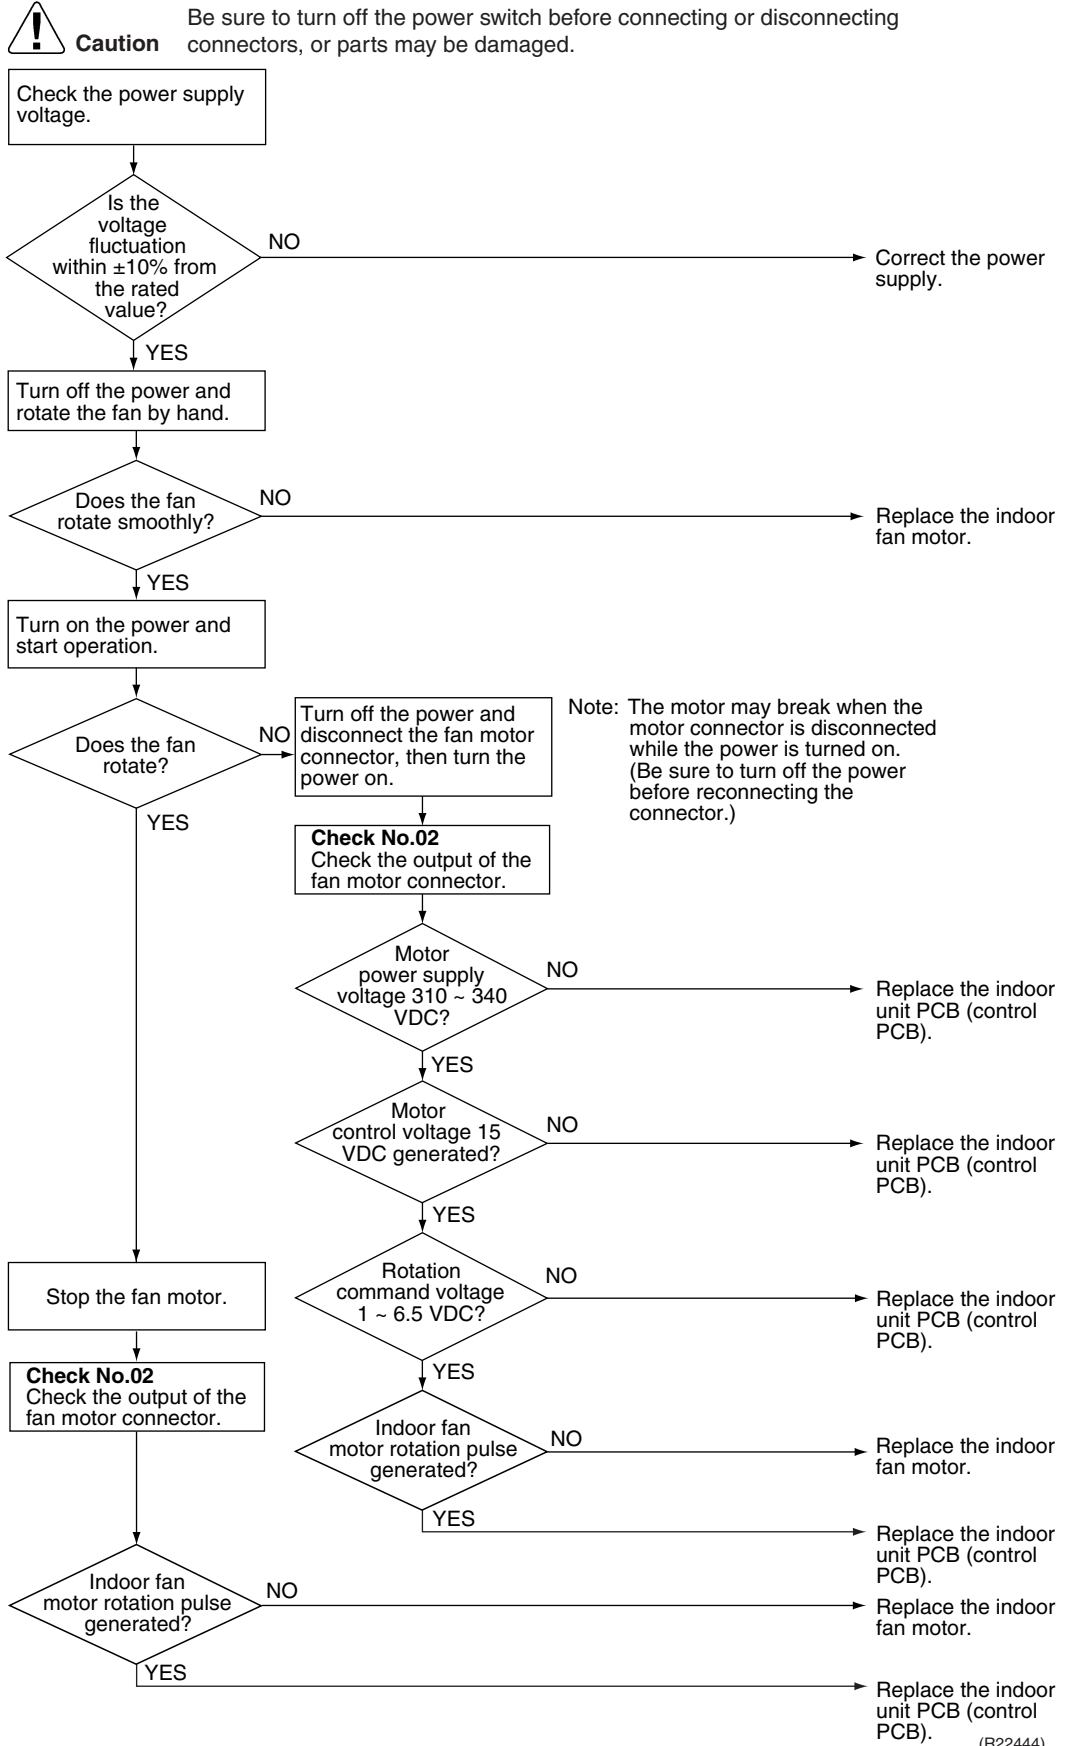 Be sure to turn off the power switch before connecting or disconnecting
Caution connectors, or parts may be damaged.
Check the power supply
voltage.
Is the
voltage
fluctuation
within ±10% from
the rated
value?
NO
Correct the power
supply.
YES
Turn off the power and
rotate the fan by hand.
Does the fan
rotate smoothly?
NO
Replace the indoor
fan motor.
YES
Turn on the power and
start operation.
Does the fan
rotate?
NO
Turn off the power and
disconnect the fan motor
connector, then turn the
power on.
Note: The motor may break when the
motor connector is disconnected
while the power is turned on.
(Be sure to turn off the power
before reconnecting the
connector.)
YES
Check No.02
Check the output of the
fan motor connector.
Motor
power supply
voltage 310 ~ 340
VDC?
NO
Replace the indoor
unit PCB (control
PCB).
YES
Motor
control voltage 15
VDC generated?
NO
Replace the indoor
unit PCB (control
PCB).
YES
Rotation
command voltage
1 ~ 6.5 VDC?
NO
Replace the indoor
unit PCB (control
PCB).
YES
Indoor fan
motor rotation pulse
generated?
NO
Replace the indoor
fan motor.
YES
Replace the indoor
unit PCB (control
PCB).
Stop the fan motor.
Check No.02
Check the output of the
fan motor connector.
Indoor fan
motor rotation pulse
generated?
NO
Replace the indoor
fan motor.
YES
Replace the indoor
unit PCB (control
PCB).
(R22444)